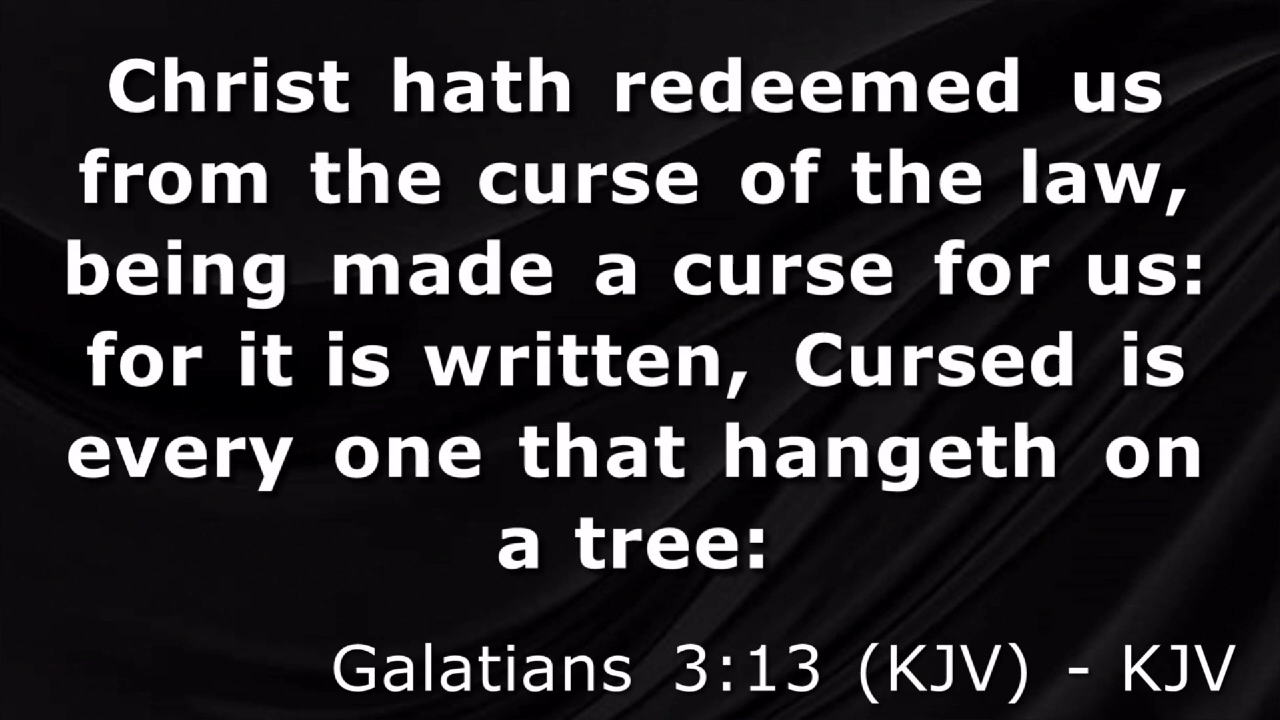 Christ hath redeemed us
from the curse of the law,
being made a curse for us:
for it is written, Cursed is
every one that hangeth on
a tree:
Galatians 3:13 (KJV) - KJV